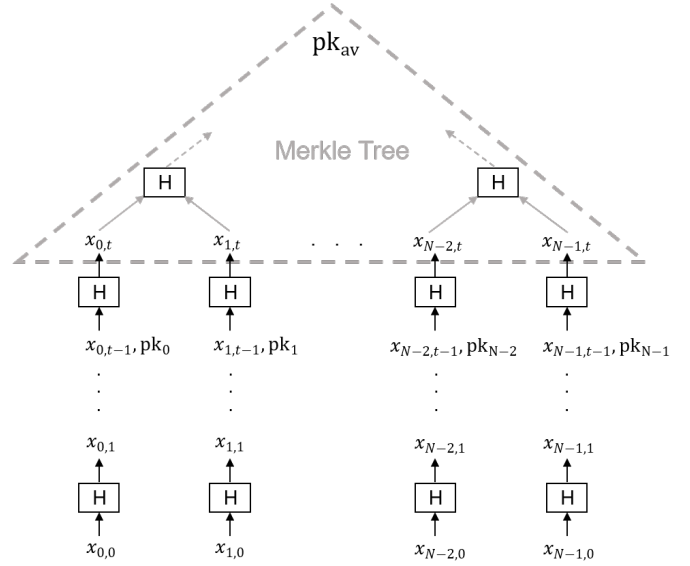 pk_av
Merkle Tree
H H
x_{0,t} x_{1,t} . . . x_{N−2,t} x_{N−1,t}
H H H H
x_{0,t−1}, pk_0 x_{1,t−1}, pk_1 x_{N−2,t−1}, pk_{N−2} x_{N−1,t−1}, pk_{N−1}
. . . .
. . . .
. . . .
x_{0,1} x_{1,1} x_{N−2,1} x_{N−1,1}
H H H H
x_{0,0} x_{1,0} x_{N−2,0} x_{N−1,0}